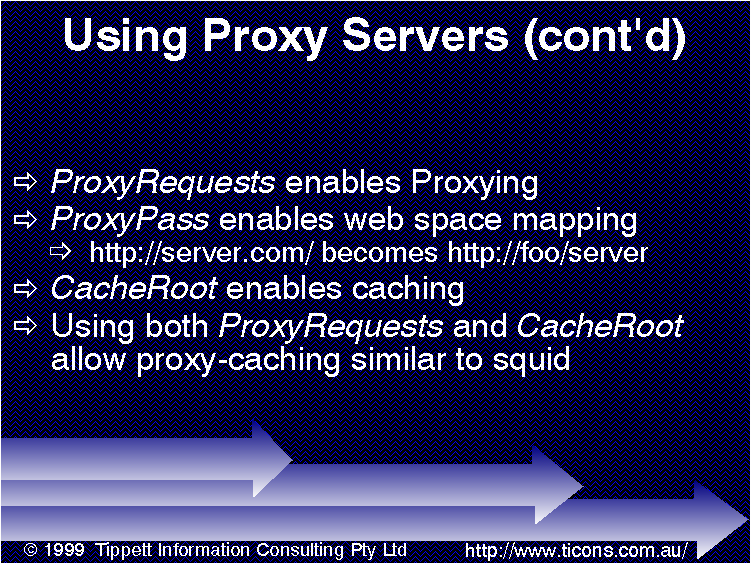 Using Proxy Servers (cont'd)
⇨ ProxyRequests enables Proxying
⇨ ProxyPass enables web space mapping
⇨ http://server.com/ becomes http://foo/server
⇨ CacheRoot enables caching
⇨ Using both ProxyRequests and CacheRoot
allow proxy-caching similar to squid
© 1999 Tippett Information Consulting Pty Ltd
http://www.ticons.com.au/